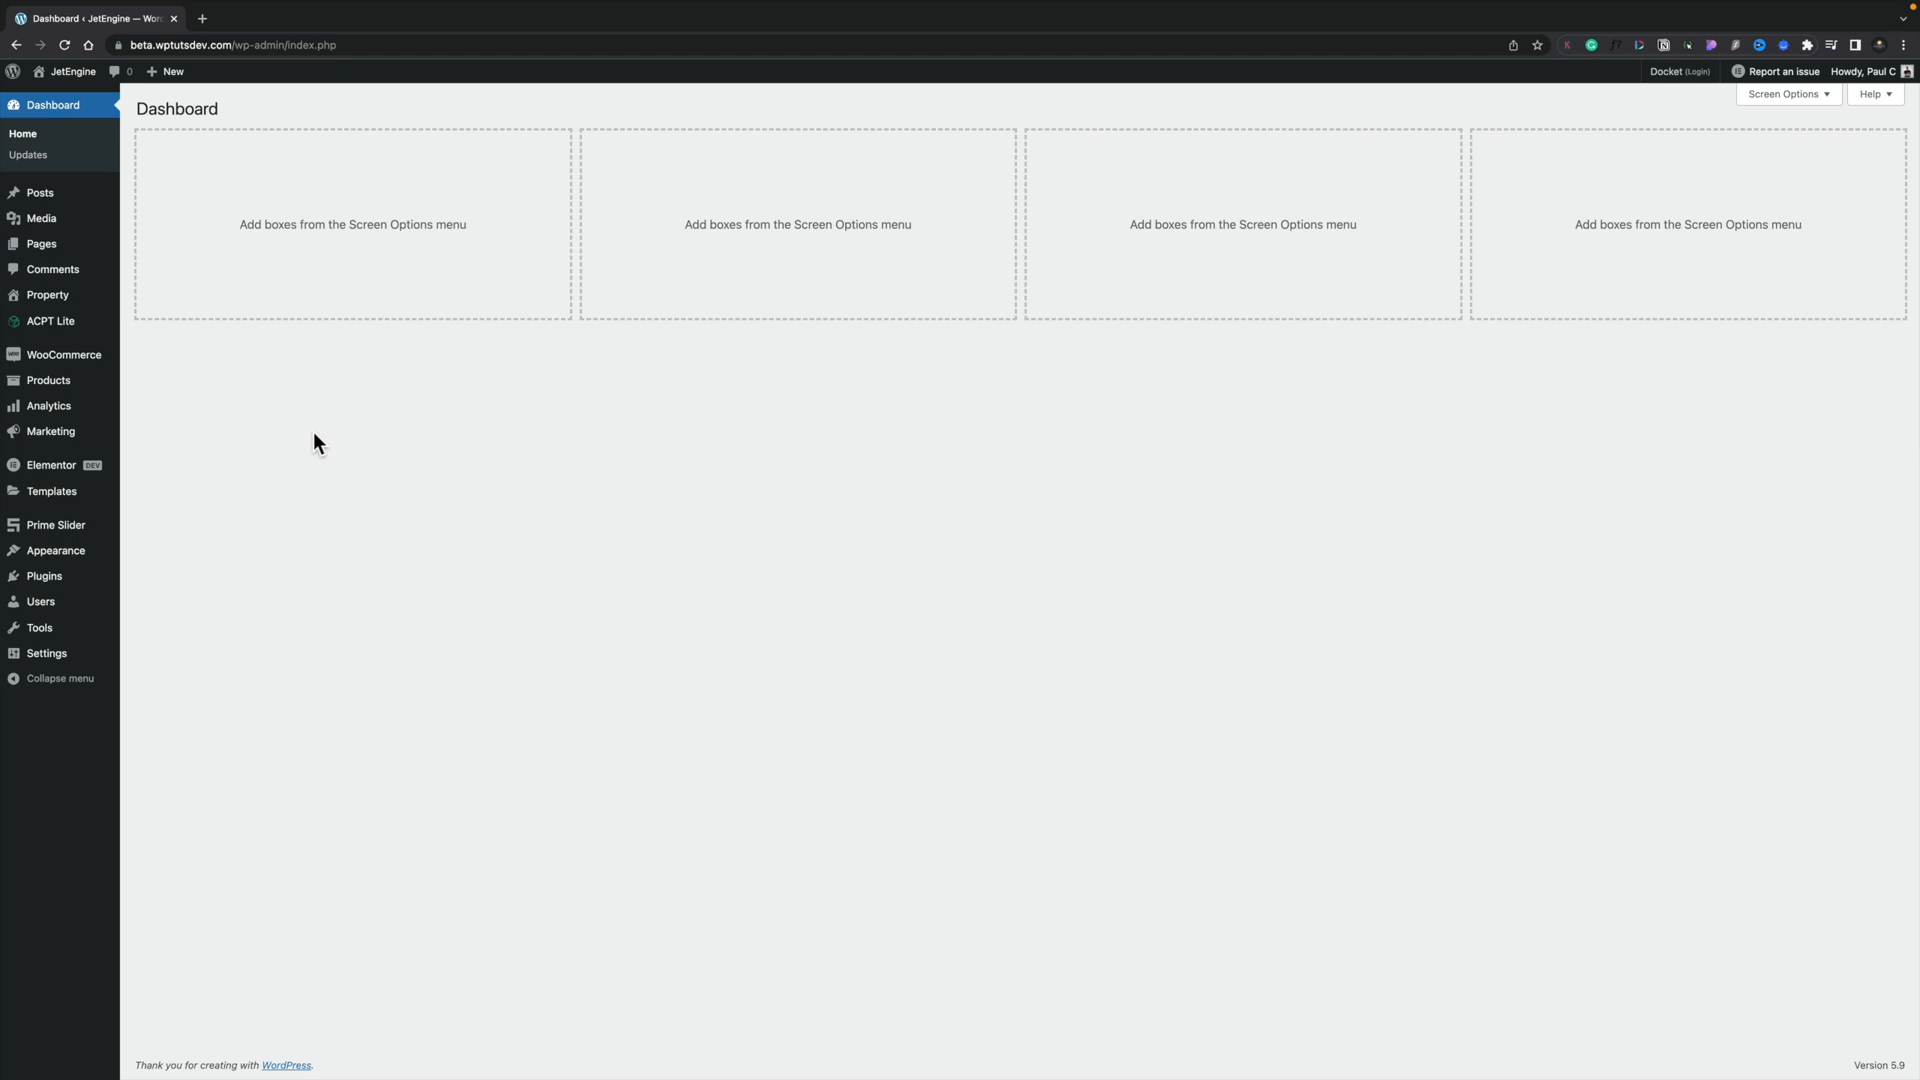 Dashboard ‹ JetEngine — Wor
beta.wptutsdev.com/wp-admin/index.php
JetEngine
0
New
Docket (Login)
Report an issue
Howdy, Paul C
Dashboard
Home
Updates
Posts
Media
Pages
Comments
Property
ACPT Lite
WooCommerce
Products
Analytics
Marketing
Elementor DEV
Templates
Prime Slider
Appearance
Plugins
Users
Tools
Settings
Collapse menu
Dashboard
Screen Options ▼
Help ▼
Add boxes from the Screen Options menu
Add boxes from the Screen Options menu
Add boxes from the Screen Options menu
Add boxes from the Screen Options menu
Thank you for creating with WordPress.
Version 5.9